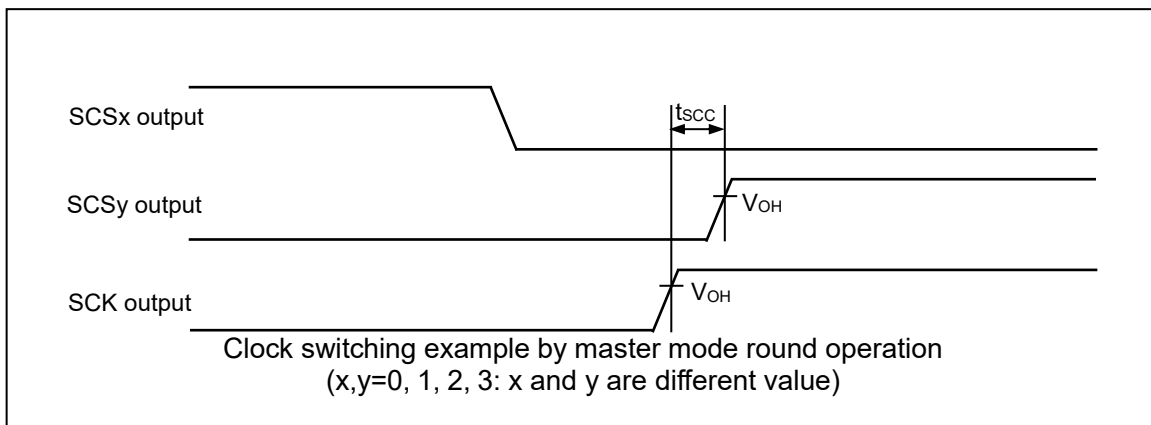 SCSx output
tSCC
SCSy output
VOH
SCK output
VOH
Clock switching example by master mode round operation
(x,y=0, 1, 2, 3: x and y are different value)